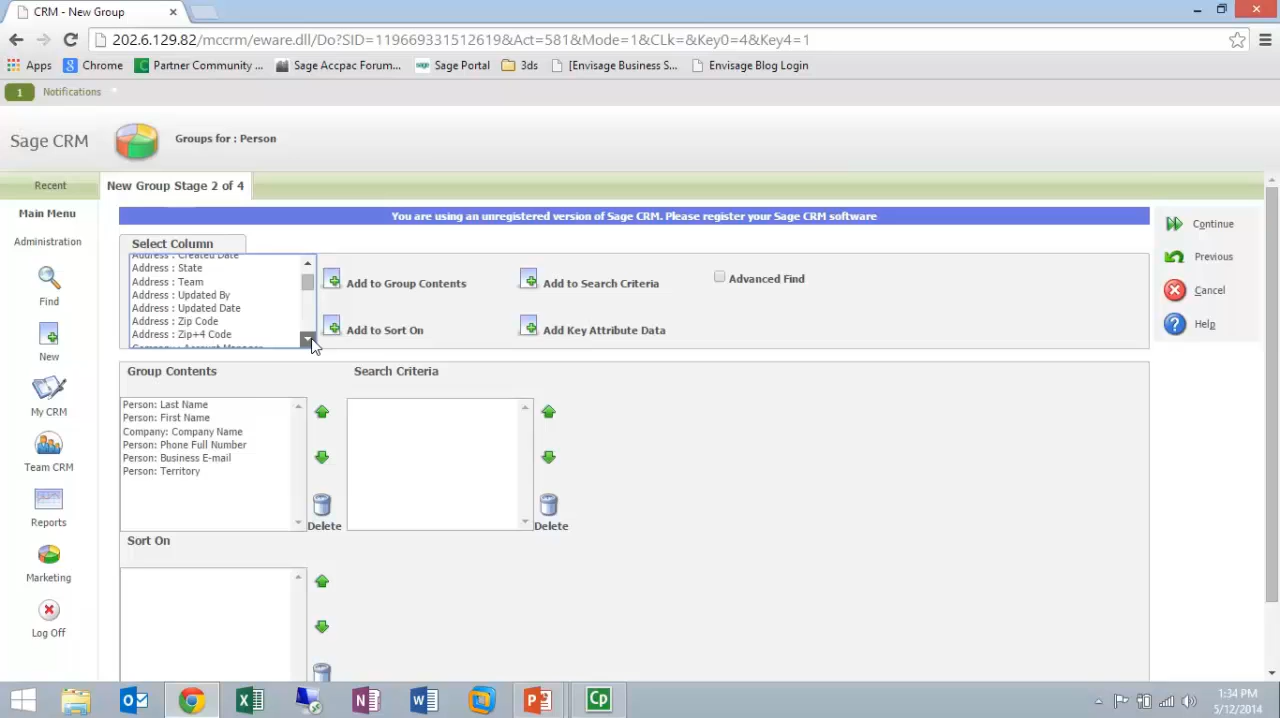 CRM - New Group
202.6.129.82/mccrm/eware.dll/Do?SID=119669331512619&Act=581&Mode=1&CLk=&Key0=4&Key4=1
Apps Chrome Partner Community ... Sage Accpac Forum... Sage Portal 3ds [Envisage Business S... Envisage Blog Login
1 Notifications
Sage CRM Groups for : Person
Recent New Group Stage 2 of 4
Main Menu
Administration
Find
New
My CRM
Team CRM
Reports
Marketing
Log Off
You are using an unregistered version of Sage CRM. Please register your Sage CRM software
Select Column
Address : Created Date
Address : State
Address : Team
Address : Updated By
Address : Updated Date
Address : Zip Code
Address : Zip+4 Code
Company : Account Manager
Add to Group Contents Add to Search Criteria Advanced Find
Add to Sort On Add Key Attribute Data
Continue
Previous
Cancel
Help
Group Contents Search Criteria
Person: Last Name
Person: First Name
Company: Company Name
Person: Phone Full Number
Person: Business E-mail
Person: Territory
Delete Delete
Sort On
1:34 PM
5/12/2014